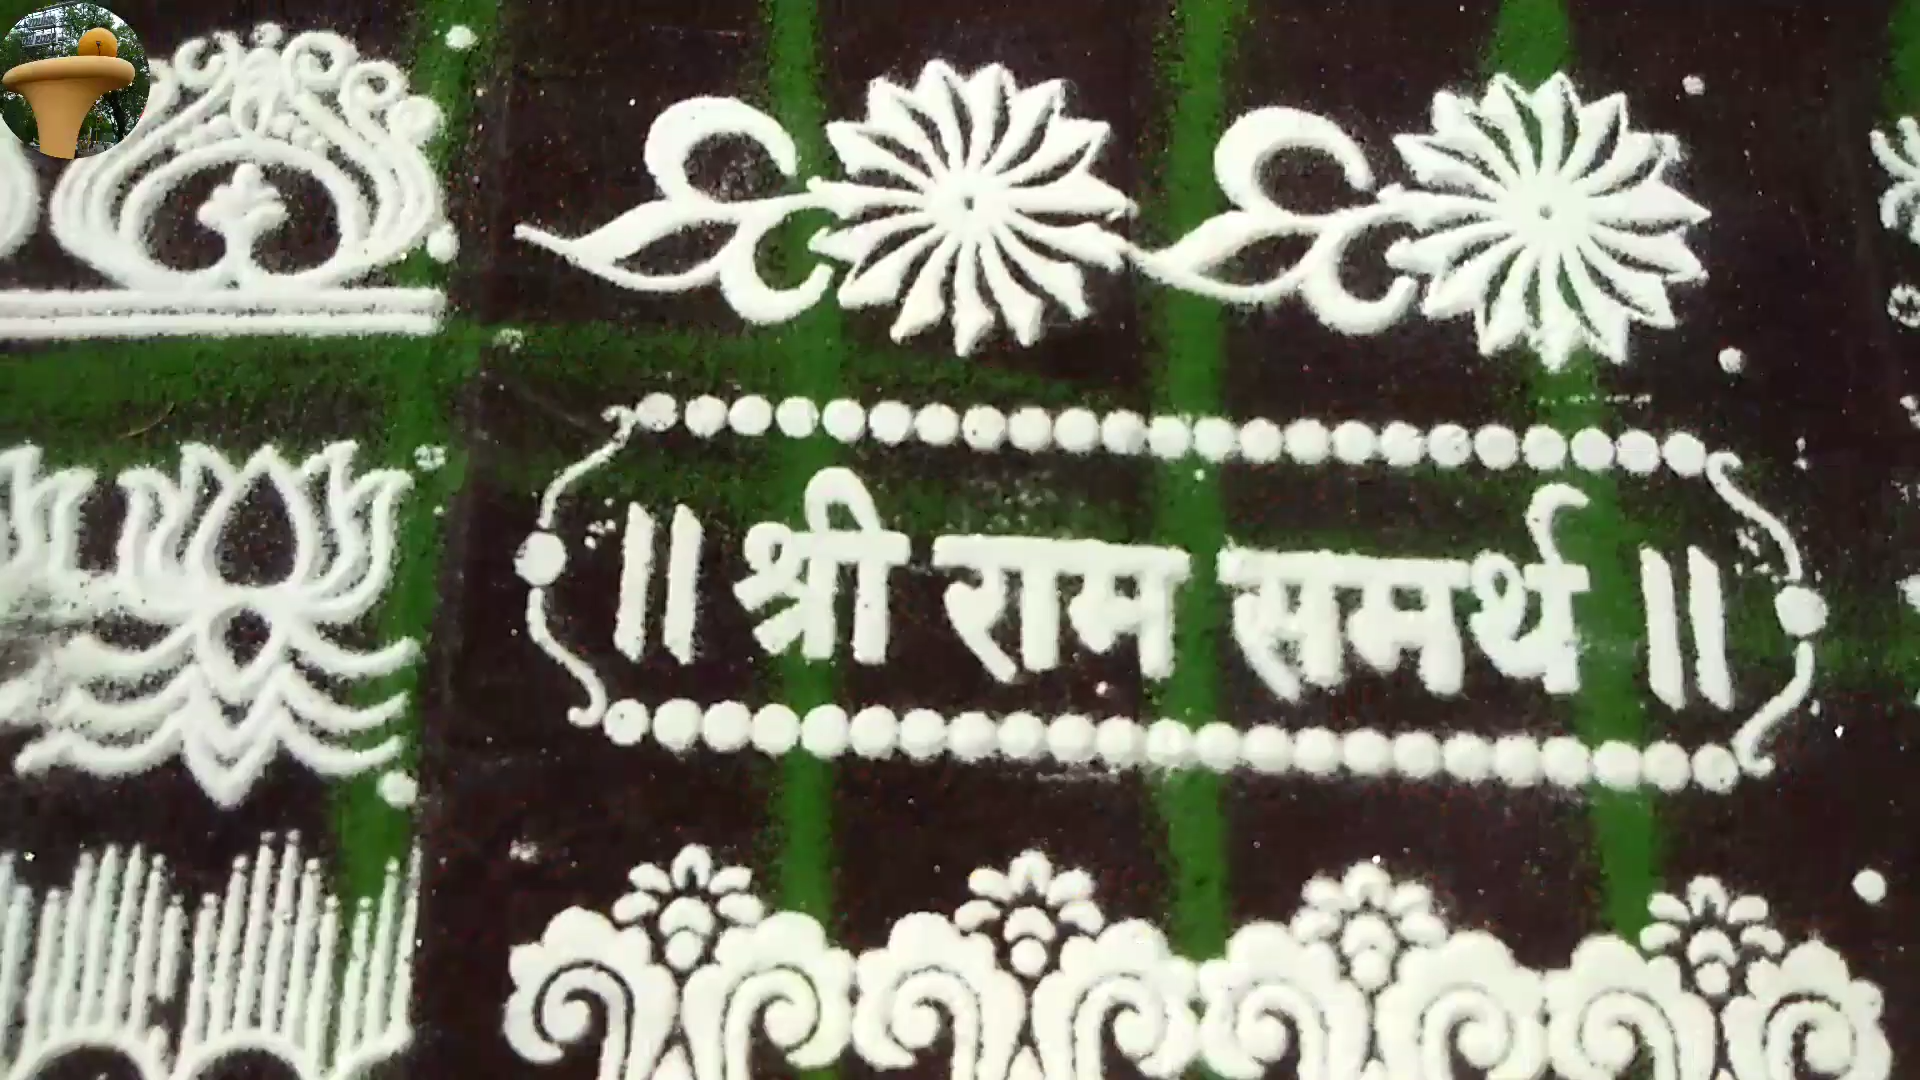 ॥ श्री राम समर्थ ॥